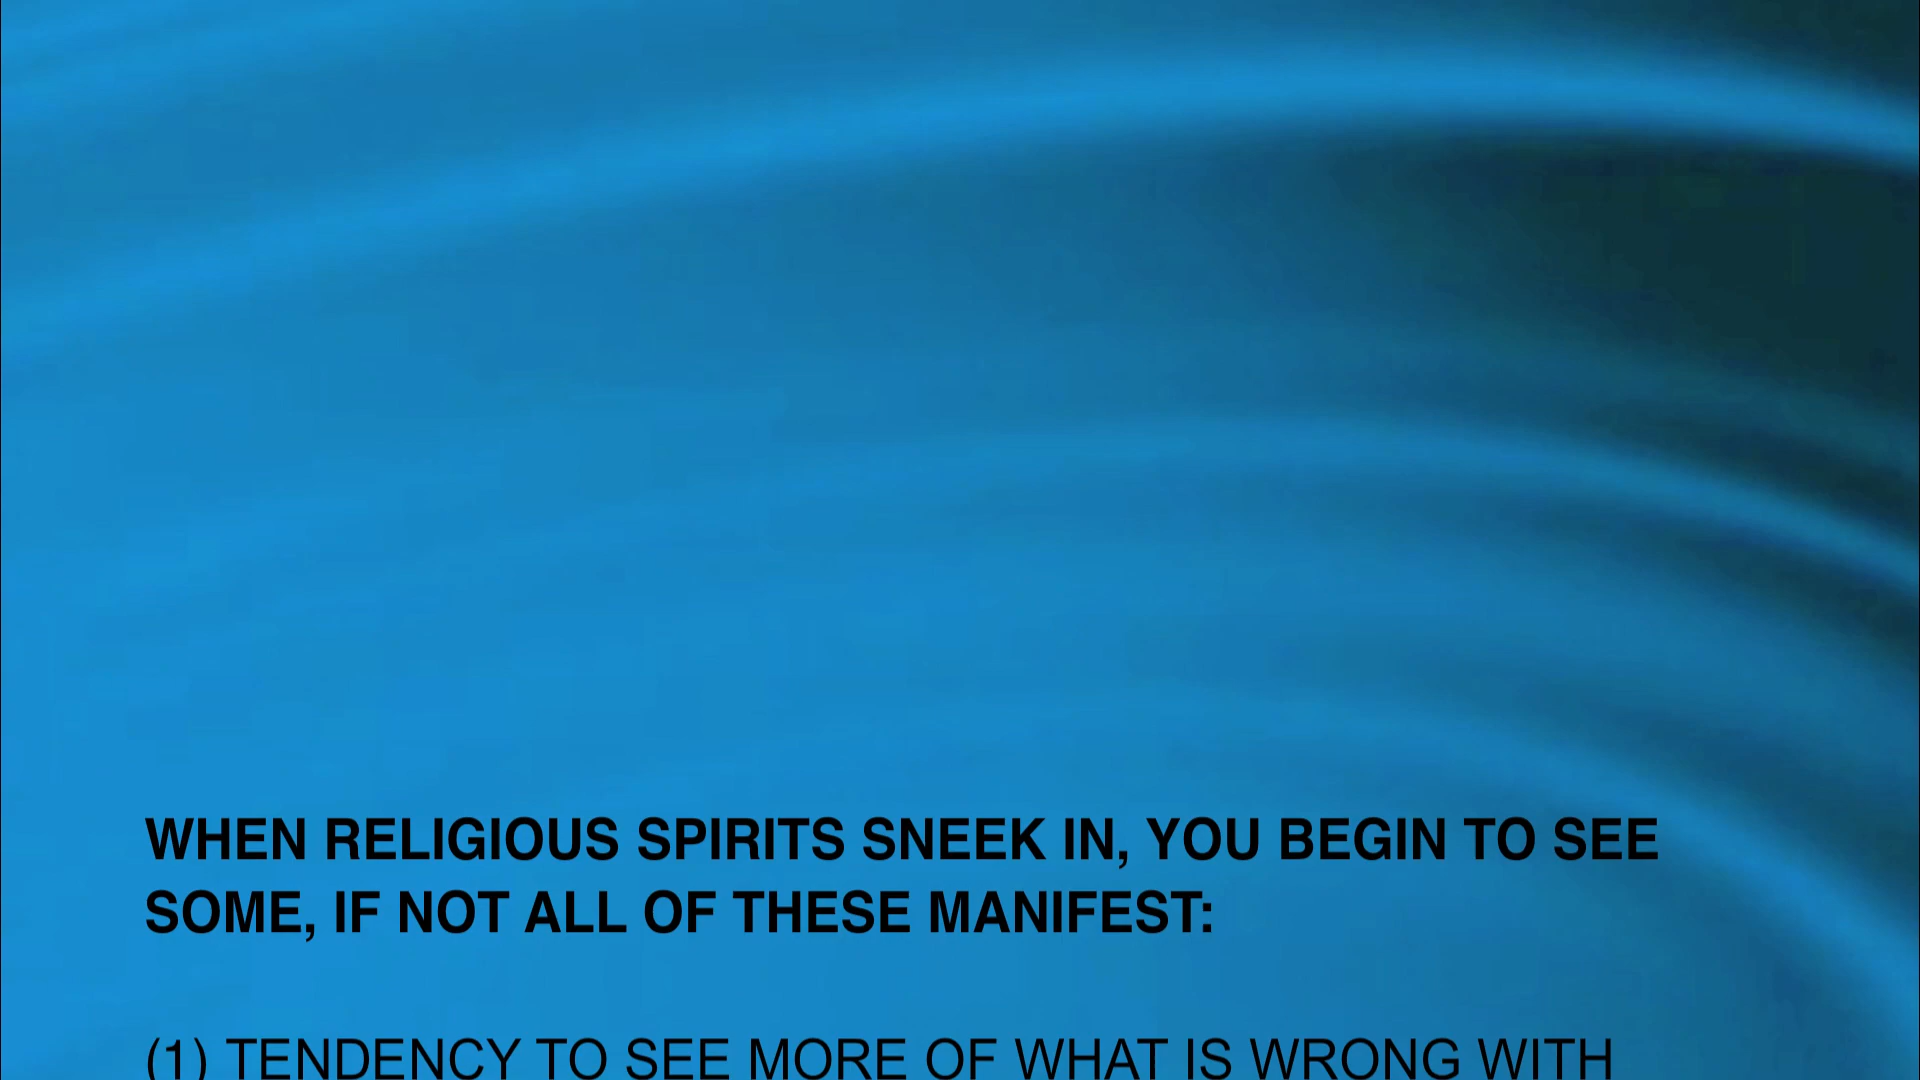 WHEN RELIGIOUS SPIRITS SNEEK IN, YOU BEGIN TO SEE
SOME, IF NOT ALL OF THESE MANIFEST:
(1) TENDENCY TO SEE MORE OF WHAT IS WRONG WITH